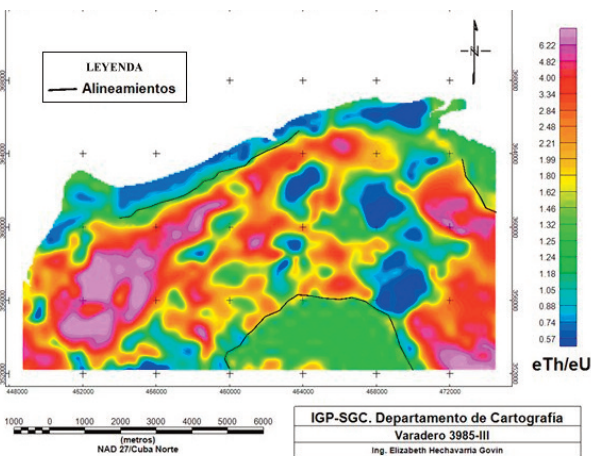 LEYENDA
Alineamientos
N
6.22
4.82
4.00
3.34
2.84
2.48
2.21
1.99
1.80
1.62
1.46
1.32
1.25
1.24
1.18
1.05
0.88
0.74
0.57
eTh/eU
448000 452000 456000 460000 464000 468000 472000
1000 0 1000 2000 3000 4000 5000 6000
(metros)
NAD 27/Cuba Norte
IGP-SGC. Departamento de Cartografía
Varadero 3985-III
Ing. Elizabeth Hechavarria Govin